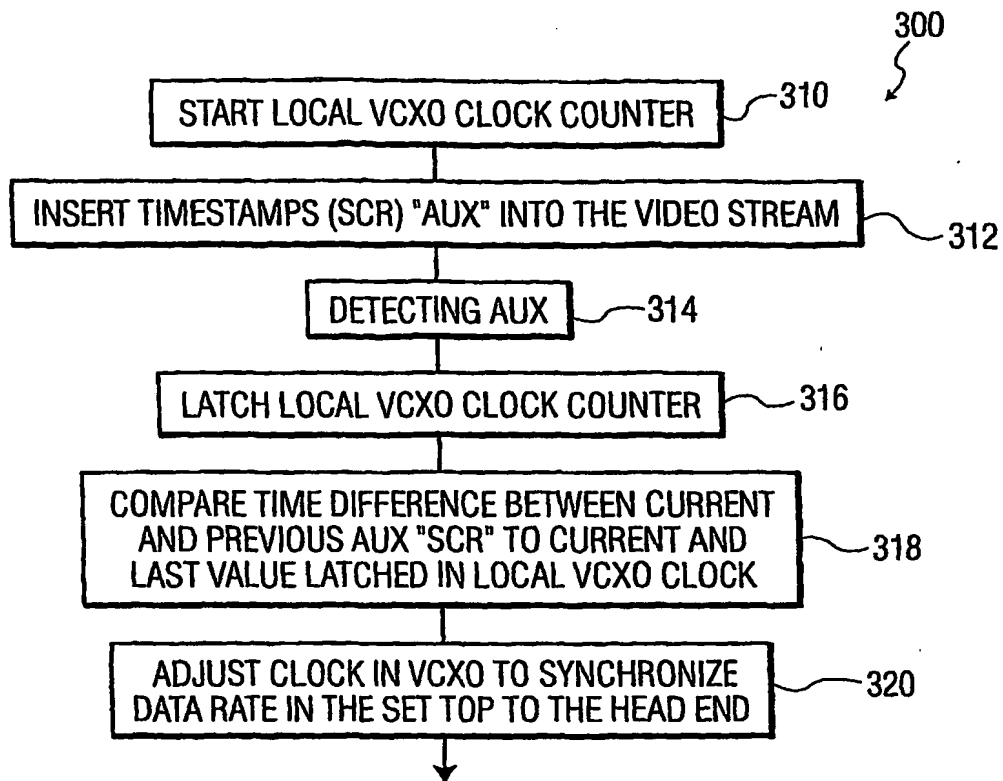 300
START LOCAL VCXO CLOCK COUNTER
310
INSERT TIMESTAMPS (SCR) "AUX" INTO THE VIDEO STREAM
312
DETECTING AUX
314
LATCH LOCAL VCXO CLOCK COUNTER
316
COMPARE TIME DIFFERENCE BETWEEN CURRENT
AND PREVIOUS AUX "SCR" TO CURRENT AND
LAST VALUE LATCHED IN LOCAL VCXO CLOCK
318
ADJUST CLOCK IN VCXO TO SYNCHRONIZE
DATA RATE IN THE SET TOP TO THE HEAD END
320